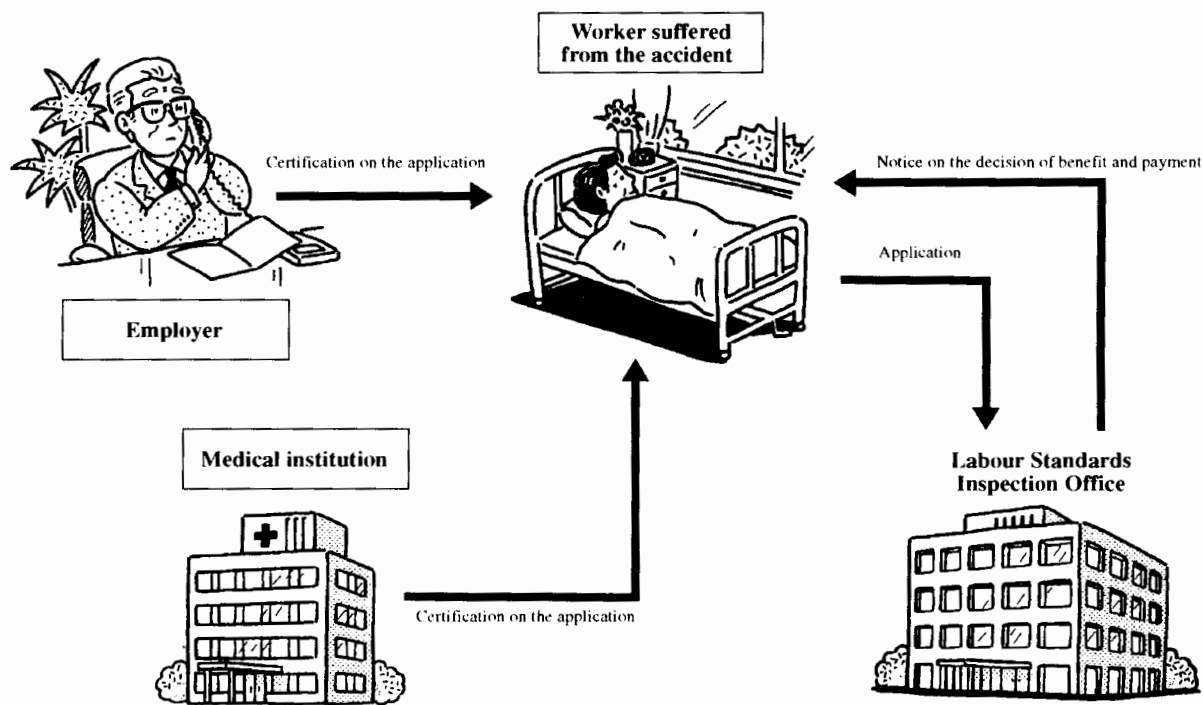 Worker suffered
from the accident
Certification on the application
Notice on the decision of benefit and payment
Application
Employer
Medical institution
Labour Standards
Inspection Office
Certification on the application